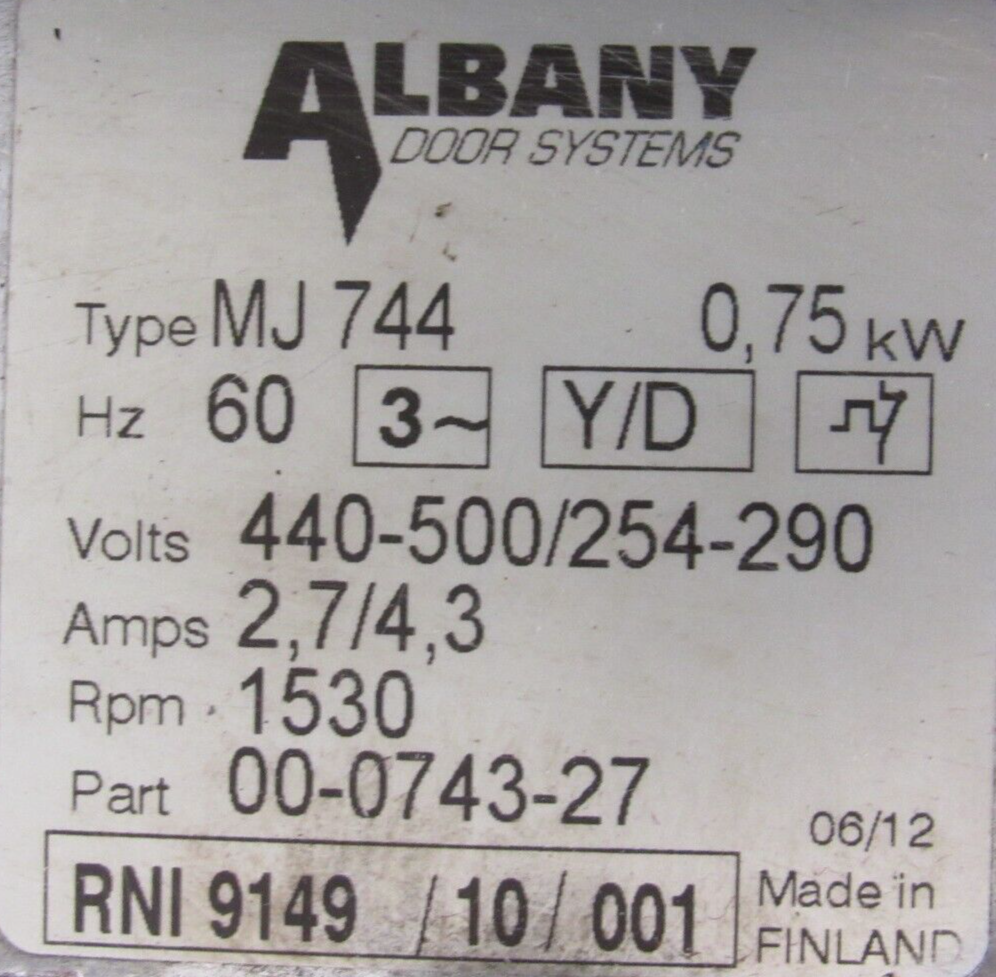 ALBANY
DOOR SYSTEMS
Type MJ 744 0,75 kW
Hz 60 3~ Y/D
Volts 440-500/254-290
Amps 2,7/4,3
Rpm 1530
Part 00-0743-27
06/12
RNI 9149 / 10 / 001
Made in
FINLAND